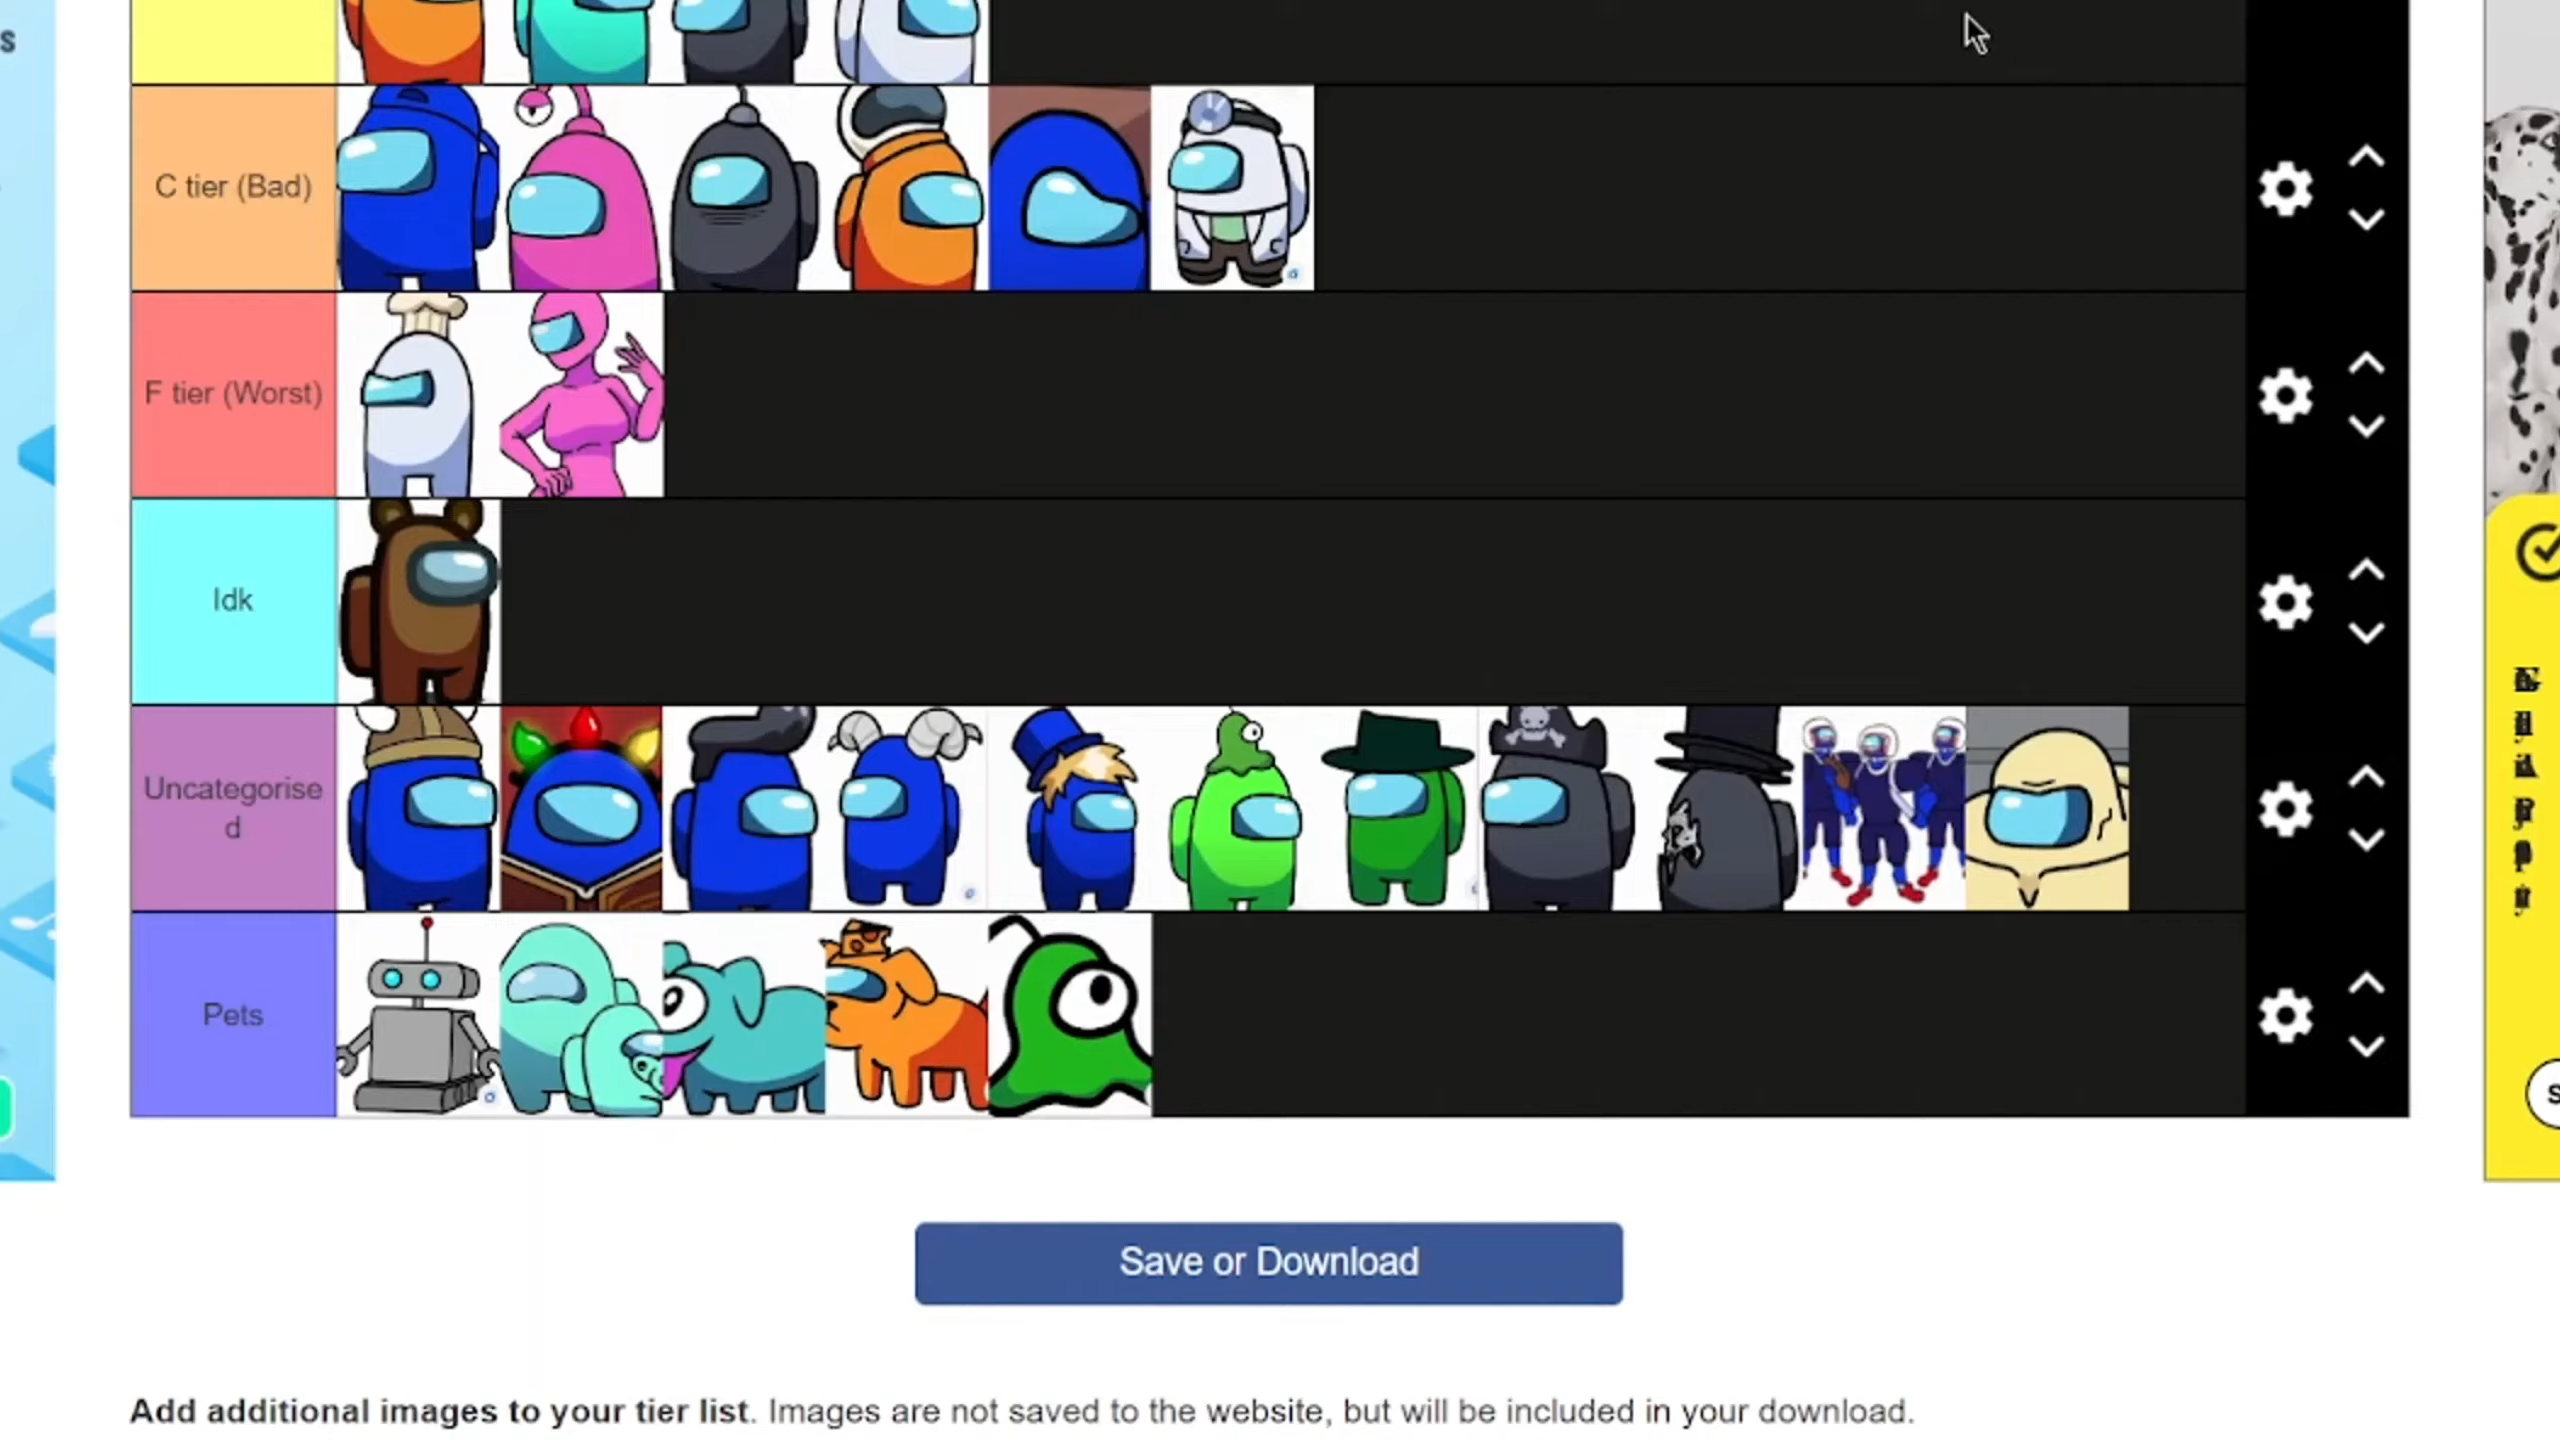 s
C tier (Bad)
F tier (Worst)
Idk
Uncategorise
d
Pets
S
Save or Download
Add additional images to your tier list. Images are not saved to the website, but will be included in your download.